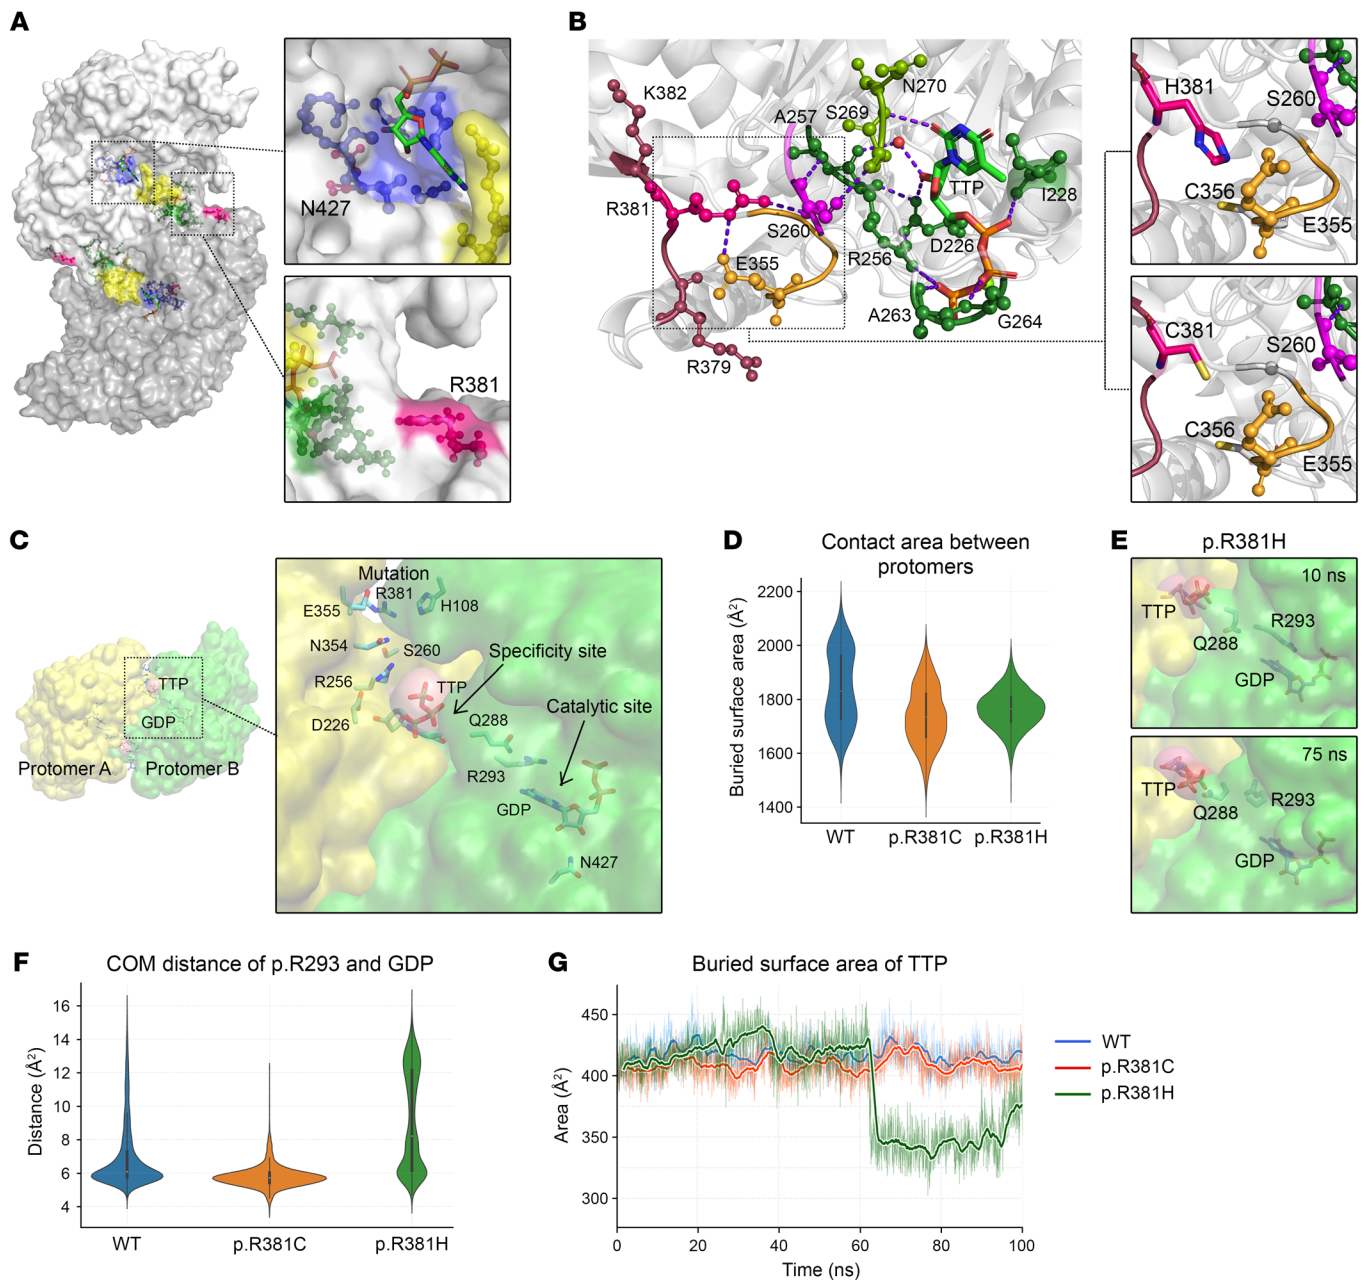 A
N427
R381
B
K382
A257
S269
N270
R381
S260
TTP
I228
E355
R256
D226
A263
G264
R379
H381
S260
C356
E355
C381
S260
C356
E355
C
Protomer A
Protomer B
TTP
GDP
Mutation
R381
E355
H108
N354
S260
Specificity site
R256
TTP
D226
Catalytic site
Q288
R293
GDP
N427
D
Contact area between
protomers
Buried surface area (Å²)
2200
2000
1800
1600
1400
WT
p.R381C
p.R381H
E
p.R381H
10 ns
TTP
R293
Q288
GDP
75 ns
TTP
R293
Q288
GDP
F
COM distance of p.R293 and GDP
Distance (Å²)
16
14
12
10
8
6
4
WT
p.R381C
p.R381H
G
Buried surface area of TTP
Area (Å²)
450
400
350
300
0 20 40 60 80 100
Time (ns)
WT
p.R381C
p.R381H